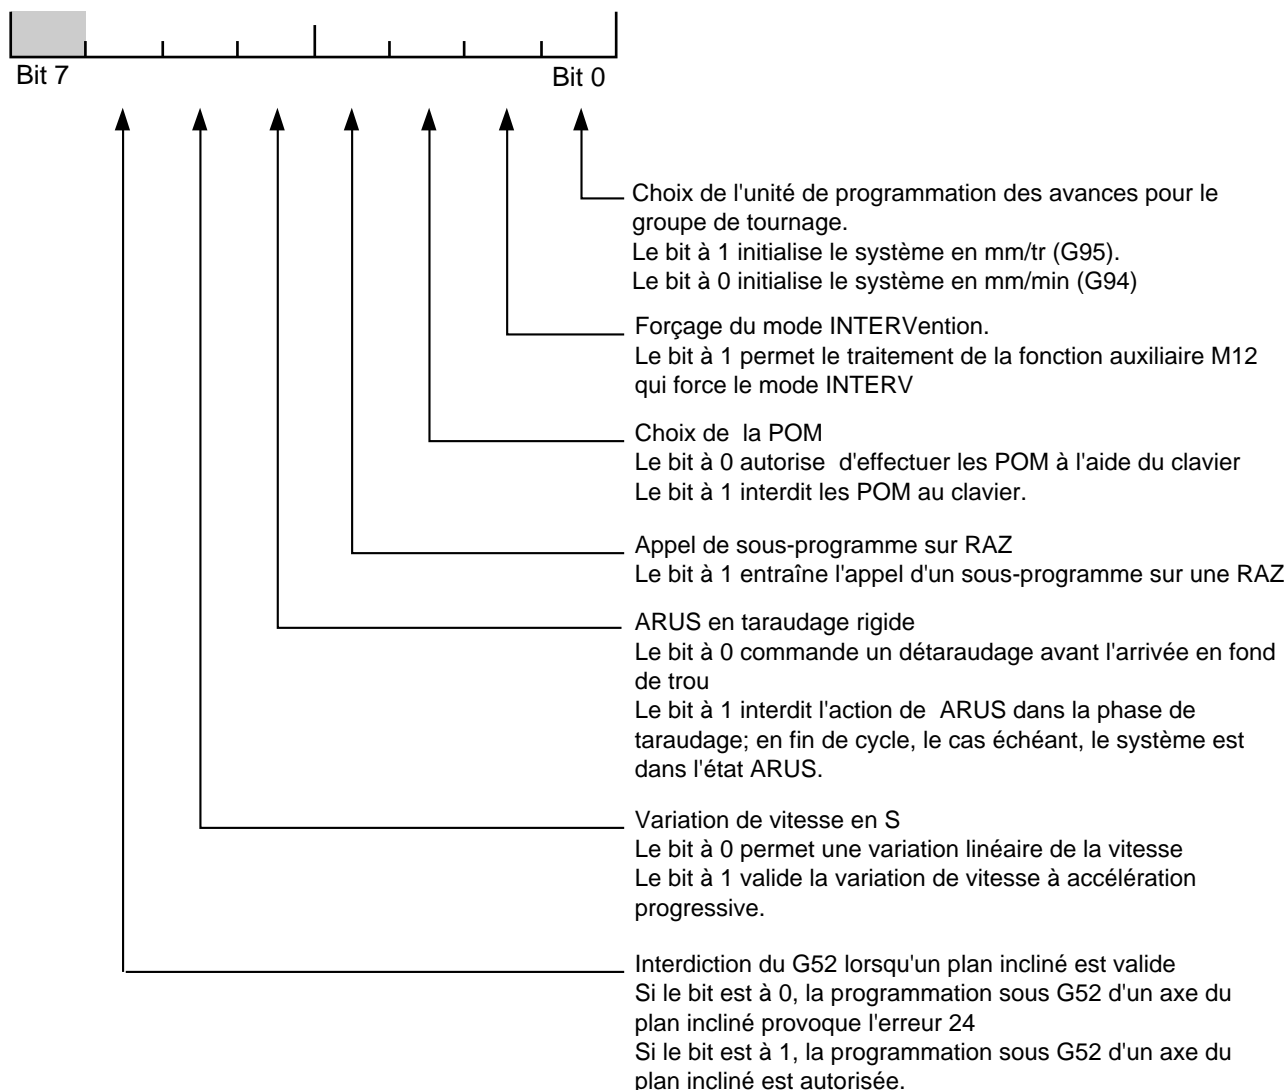 Bit 7
Bit 0
Choix de l'unité de programmation des avances pour le
groupe de tournage.
Le bit à 1 initialise le système en mm/tr (G95).
Le bit à 0 initialise le système en mm/min (G94)
Forçage du mode INTERVention.
Le bit à 1 permet le traitement de la fonction auxiliaire M12
qui force le mode INTERV
Choix de la POM
Le bit à 0 autorise d'effectuer les POM à l'aide du clavier
Le bit à 1 interdit les POM au clavier.
Appel de sous-programme sur RAZ
Le bit à 1 entraîne l'appel d'un sous-programme sur une RAZ
ARUS en taraudage rigide
Le bit à 0 commande un détaraudage avant l'arrivée en fond
de trou
Le bit à 1 interdit l'action de ARUS dans la phase de
taraudage; en fin de cycle, le cas échéant, le système est
dans l'état ARUS.
Variation de vitesse en S
Le bit à 0 permet une variation linéaire de la vitesse
Le bit à 1 valide la variation de vitesse à accélération
progressive.
Interdiction du G52 lorsqu'un plan incliné est valide
Si le bit est à 0, la programmation sous G52 d'un axe du
plan incliné provoque l'erreur 24
Si le bit est à 1, la programmation sous G52 d'un axe du
plan incliné est autorisée.